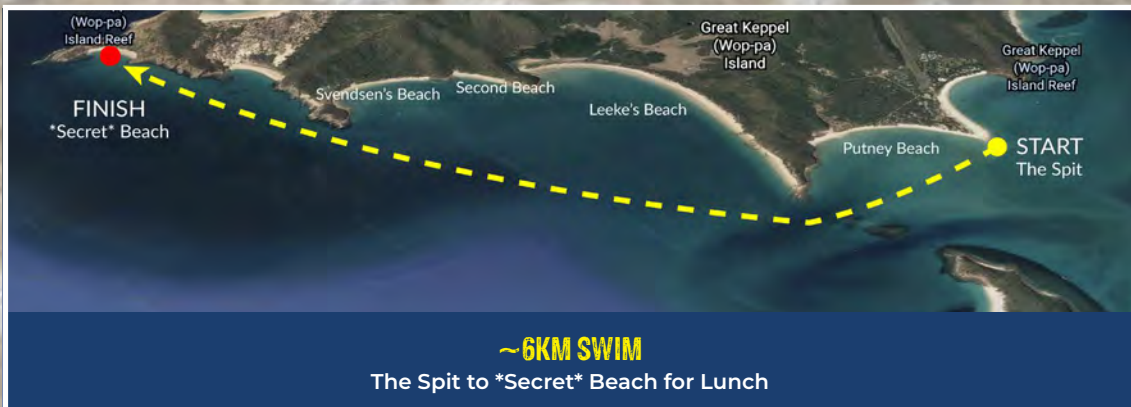 (Wop-pa)
Island Reef
FINISH
*Secret* Beach
Svendsen's Beach
Second Beach
Leeke's Beach
Great Keppel
(Wop-pa)
Island
Putney Beach
Great Keppel
(Wop-pa)
Island Reef
START
The Spit
~6KM SWIM
The Spit to *Secret* Beach for Lunch